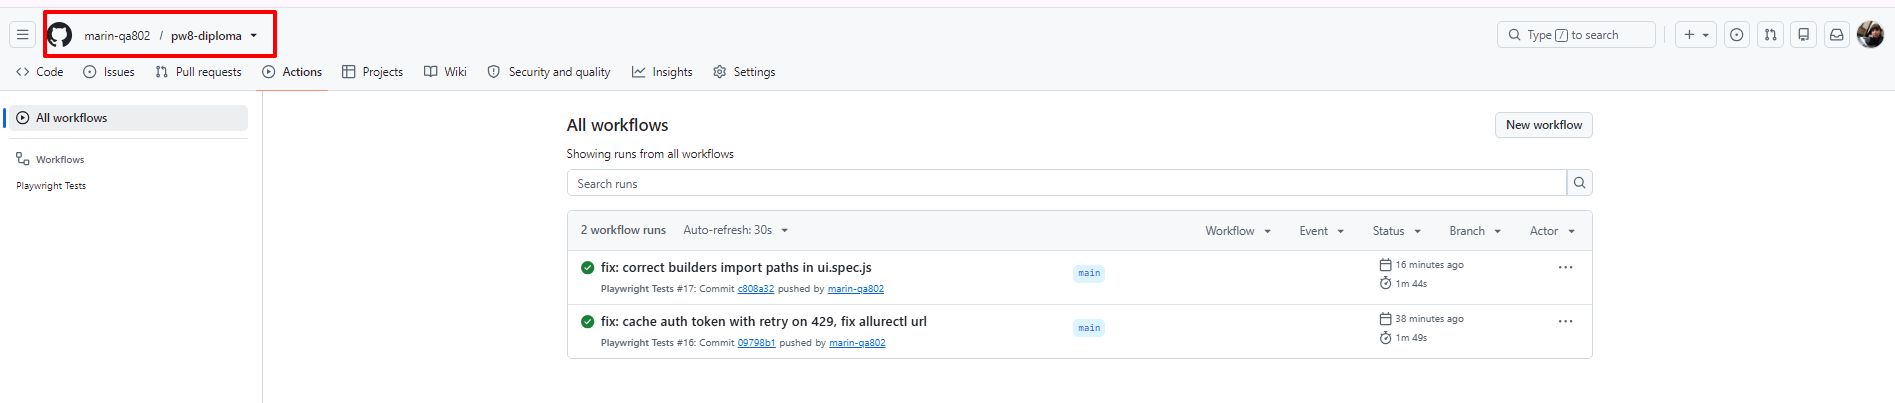 marin-qa802 / pw8-diploma
Type / to search
Code Issues Pull requests Actions Projects Wiki Security and quality Insights Settings
All workflows
Workflows
Playwright Tests
All workflows
New workflow
Showing runs from all workflows
Search runs
2 workflow runs Auto-refresh: 30s Workflow Event Status Branch Actor
fix: correct builders import paths in ui.spec.js
Playwright Tests #17: Commit c808a32 pushed by marin-qa802
main
16 minutes ago
1m 44s
fix: cache auth token with retry on 429, fix allurectl url
Playwright Tests #16: Commit 09798b1 pushed by marin-qa802
main
38 minutes ago
1m 49s